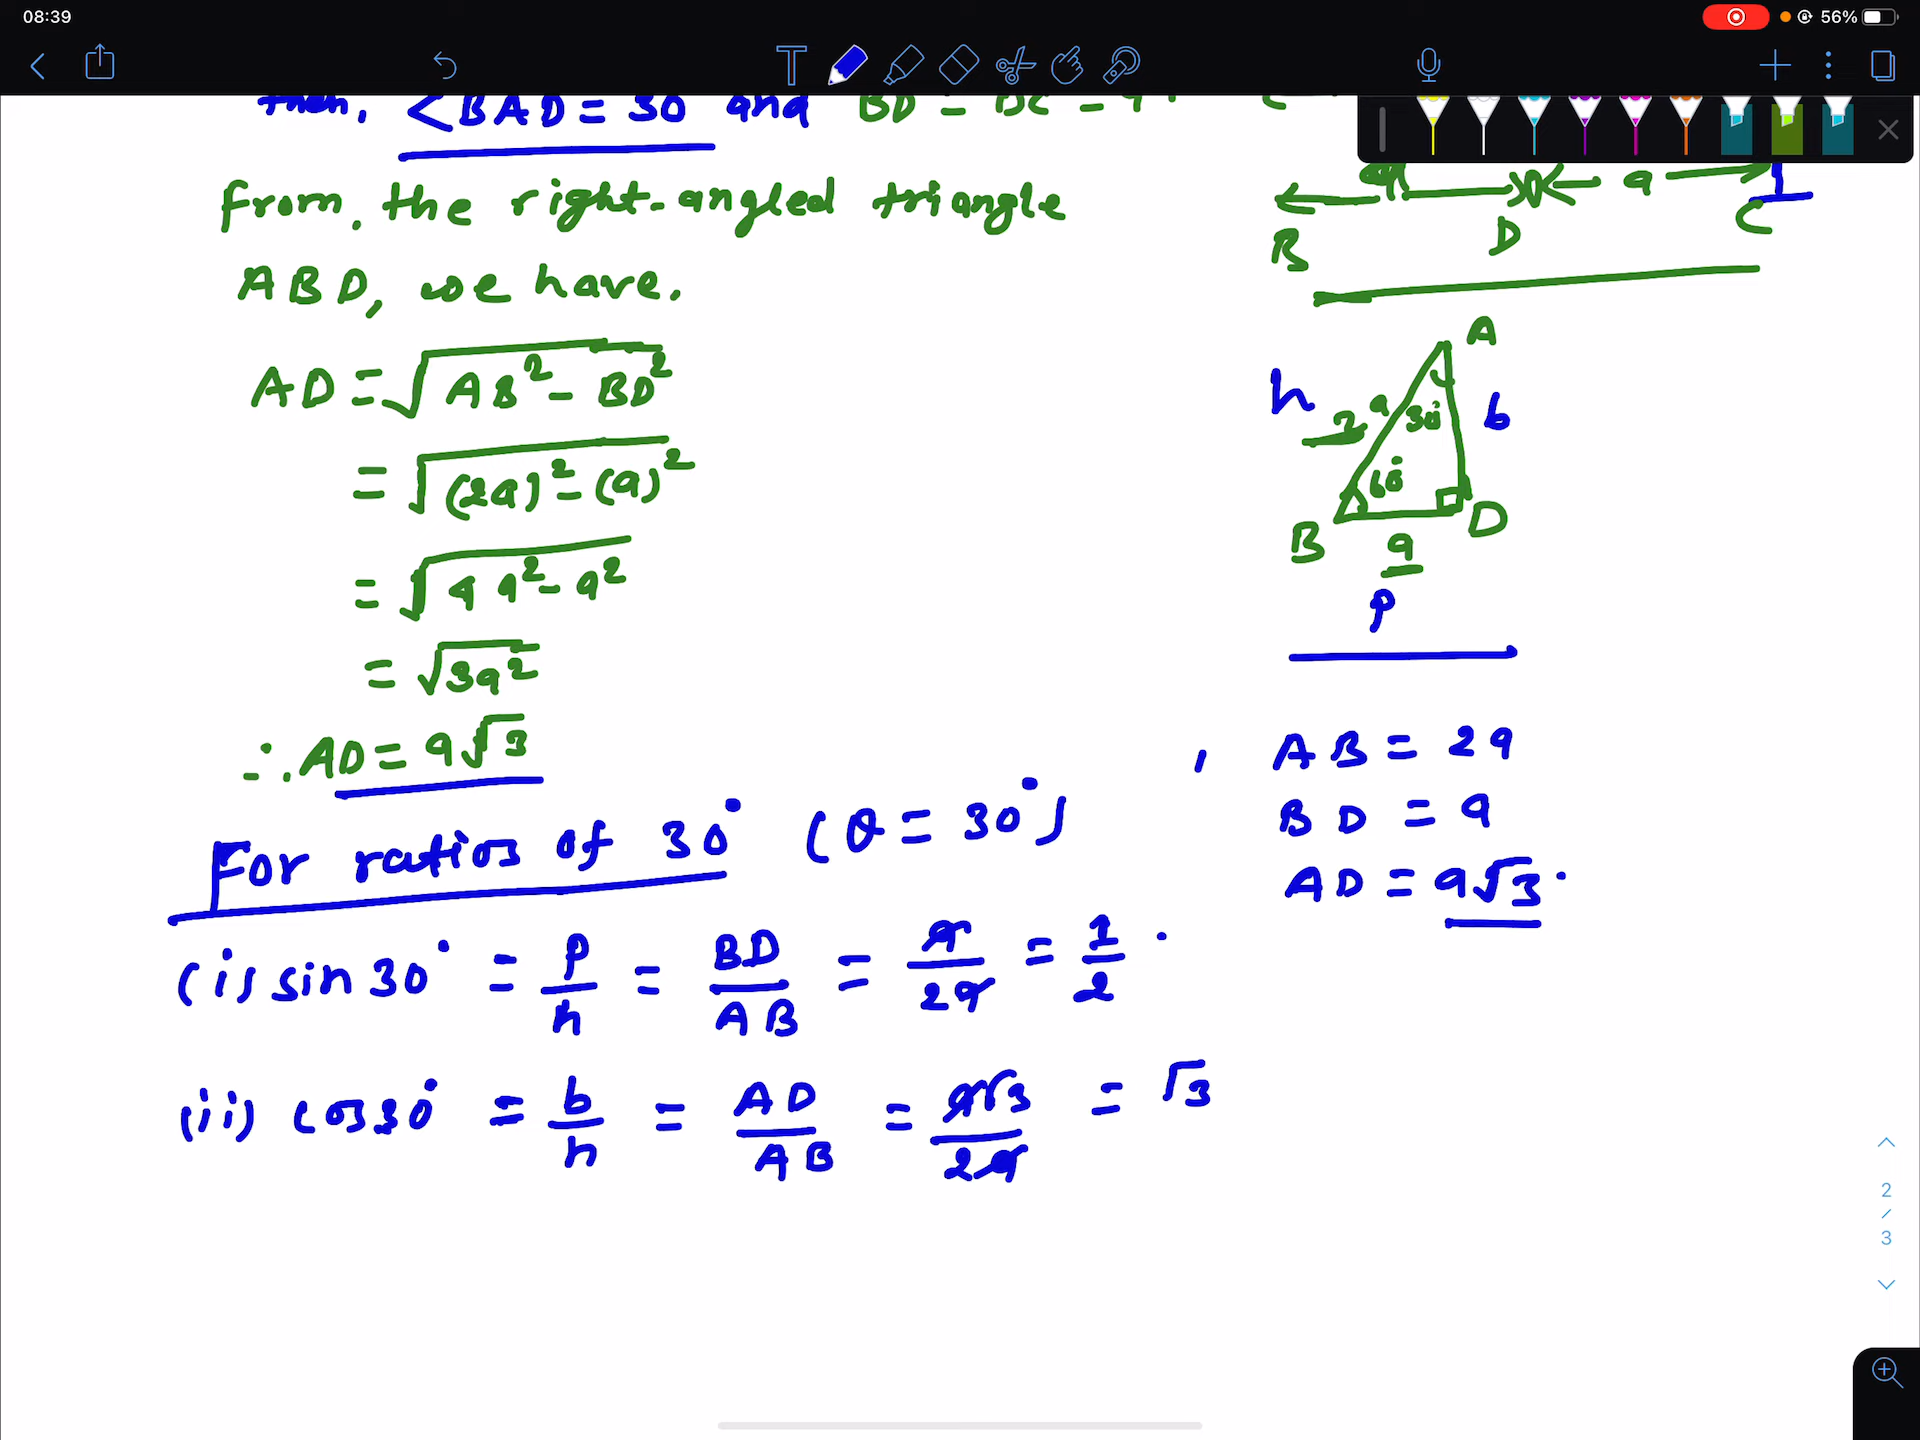 08:39
56%
then, <BAD = 30 and BD = DC = a
from, the right-angled triangle
ABD, we have.
AD = √(AB² - BD²)
= √((2a)² - (a)²)
= √(4a² - a²)
= √(3a²)
∴ AD = a√3
For ratios of 30° (θ = 30°)
(i) sin 30° = p/h = BD/AB = a/2a = 1/2 .
(ii) cos 30° = b/h = AD/AB = a√3/2a = √3
a
B D C
A
h 2a 30° b
60°
B D
a
p
AB = 2a
BD = a
AD = a√3 .
2
/
3